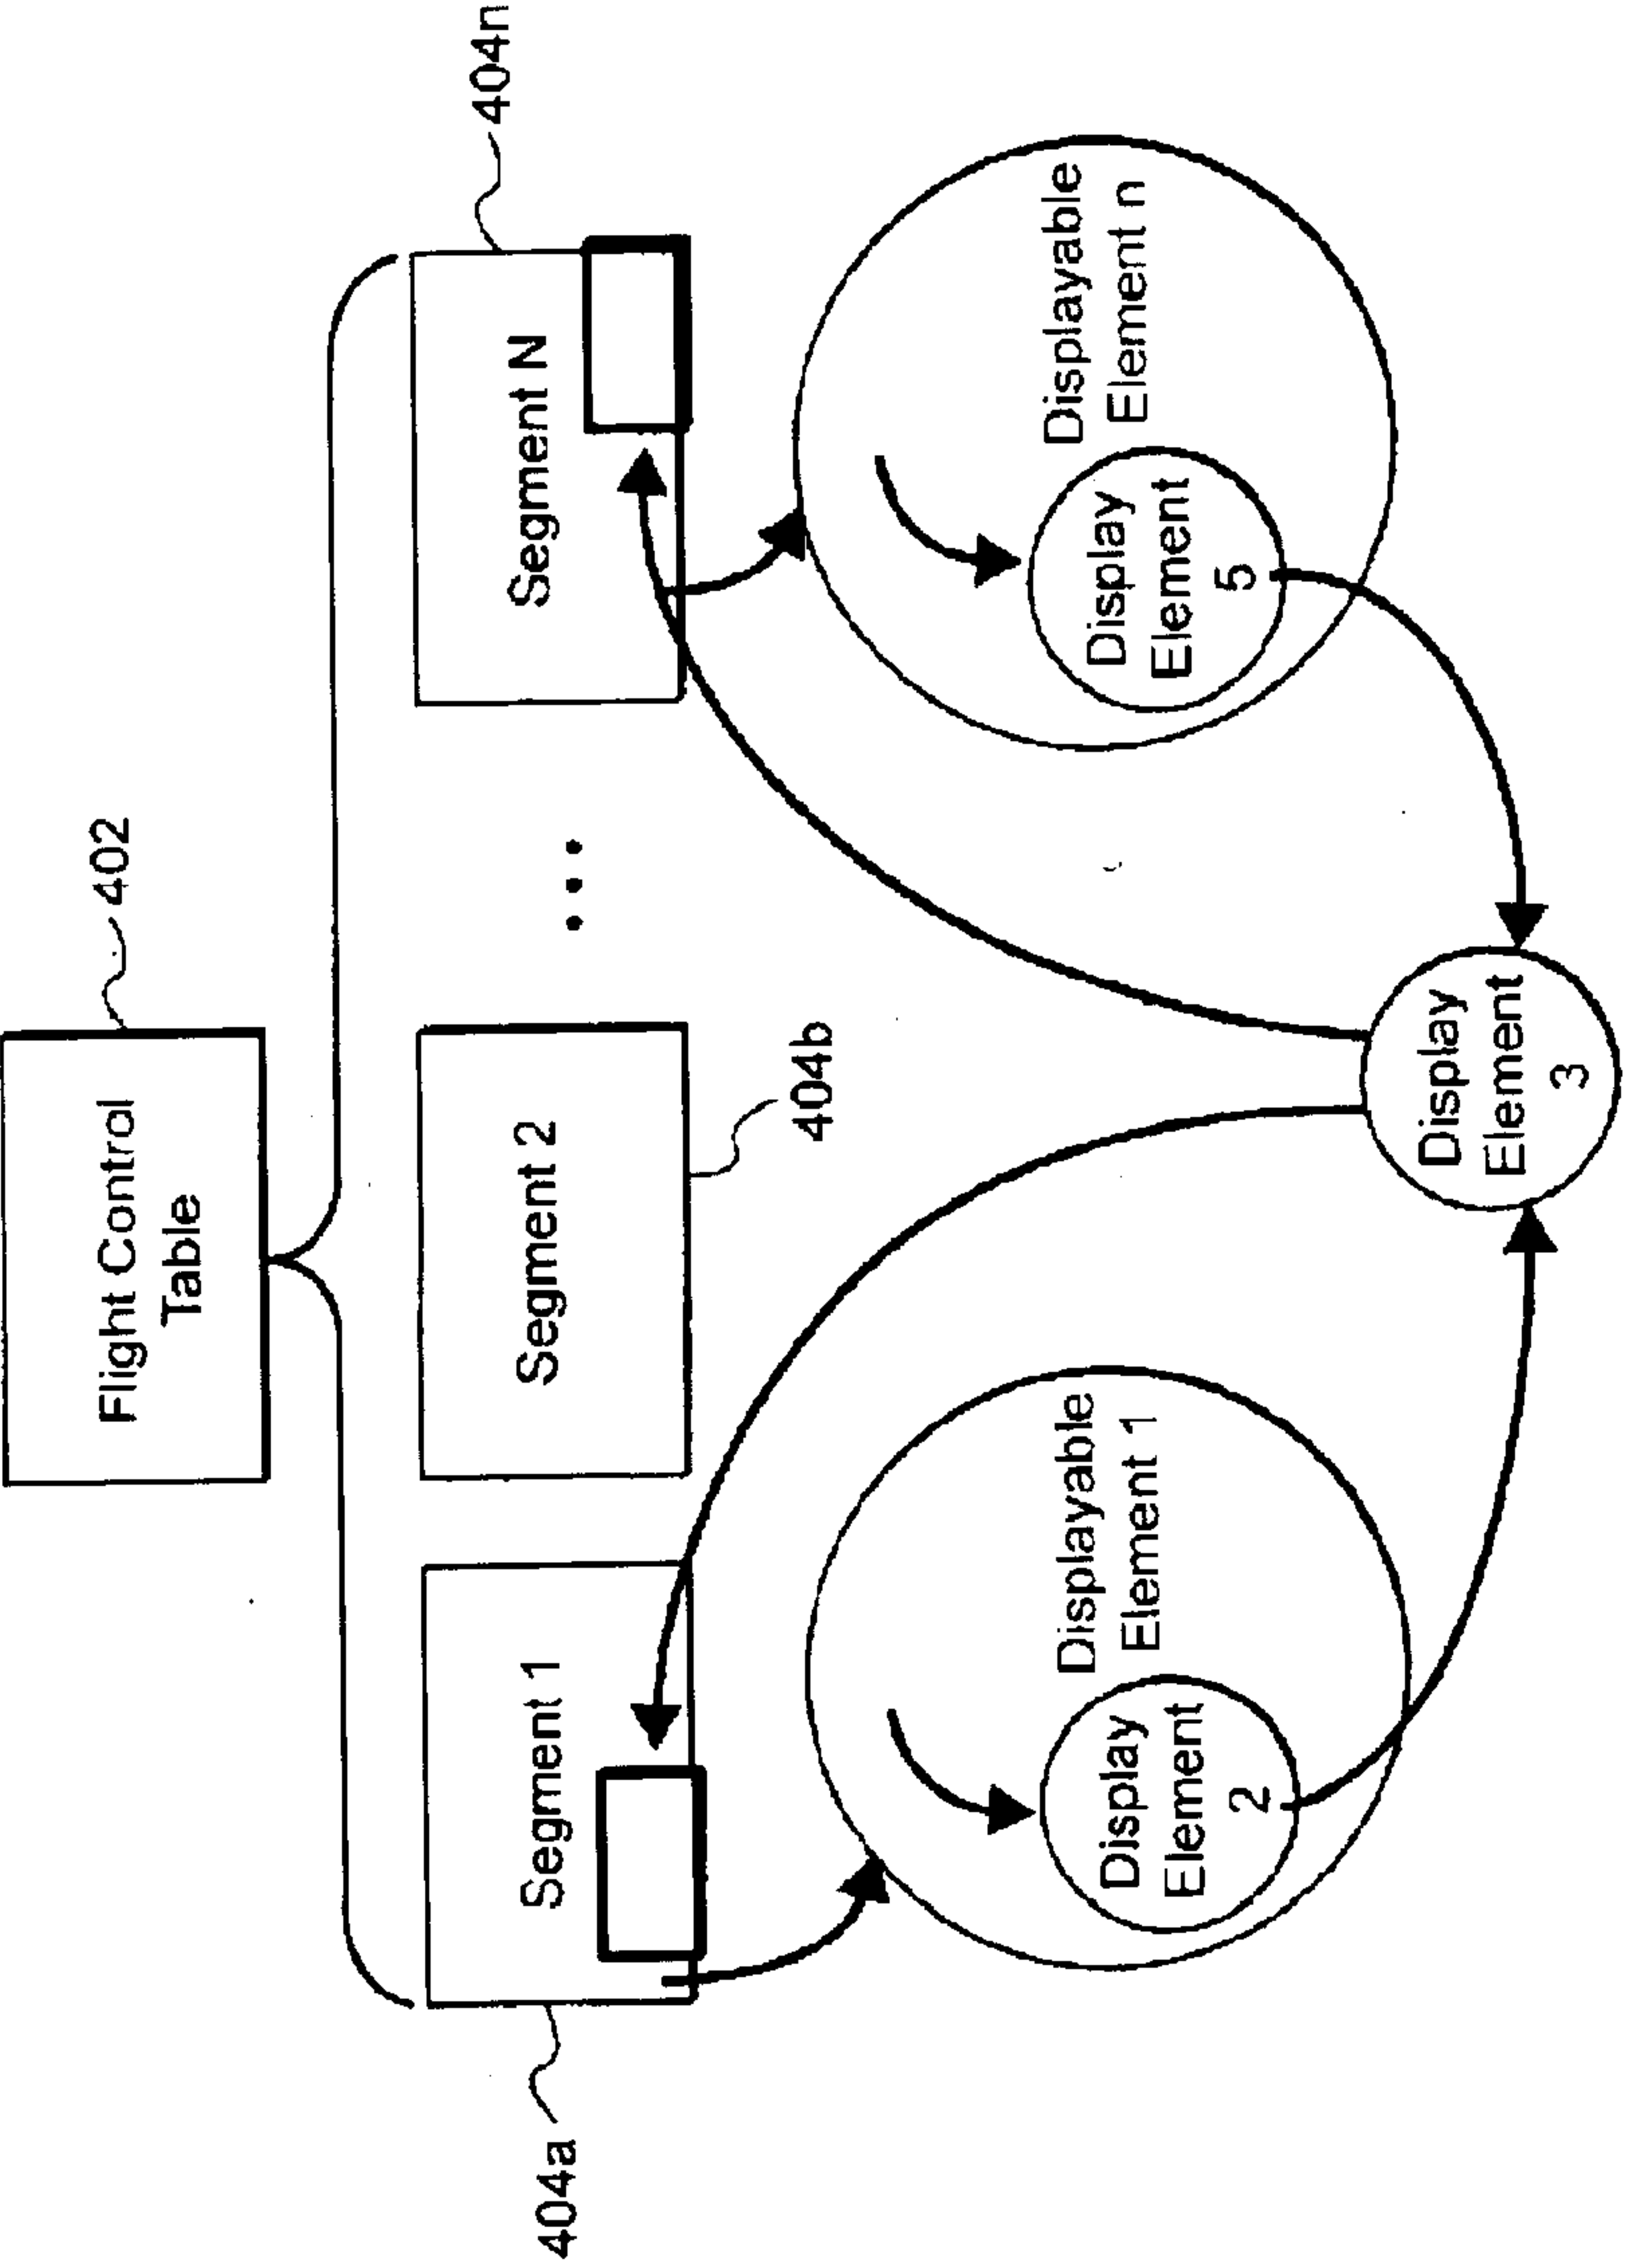 Flight Control
Table
402
Segment 1
Segment 2
...
Segment N
404a
404b
404n
Displayable
Element 1
Display
Element
2
Displayable
Element n
Display
Element
5
Display
Element
3